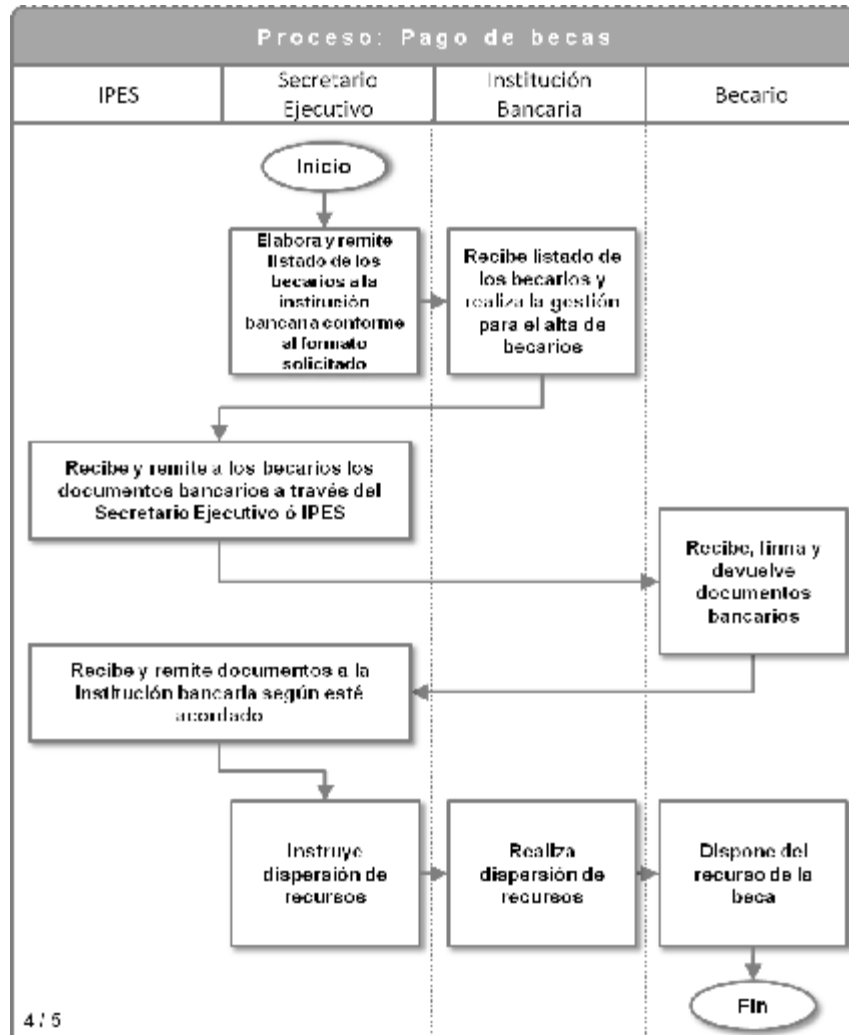 Proceso: Pago de becas
IPES
Secretario
Ejecutivo
Institución
Bancaria
Becario
Inicio
Elabora y remite
listado de los
becarios a la
institución
bancaria conforme
al formato
solicitado
Recibe listado de
los becarios y
realiza la gestión
para el alta de
becarios
Recibe y remite a los becarios los
documentos bancarios a través del
Secretario Ejecutivo ó IPES
Recibe, firma y
devuelve
documentos
bancarios
Recibe y remite documentos a la
Institución bancaria según esté
acordado
Instruye
dispersión de
recursos
Realiza
dispersión de
recursos
Dispone del
recurso de la
beca
Fin
4 / 5